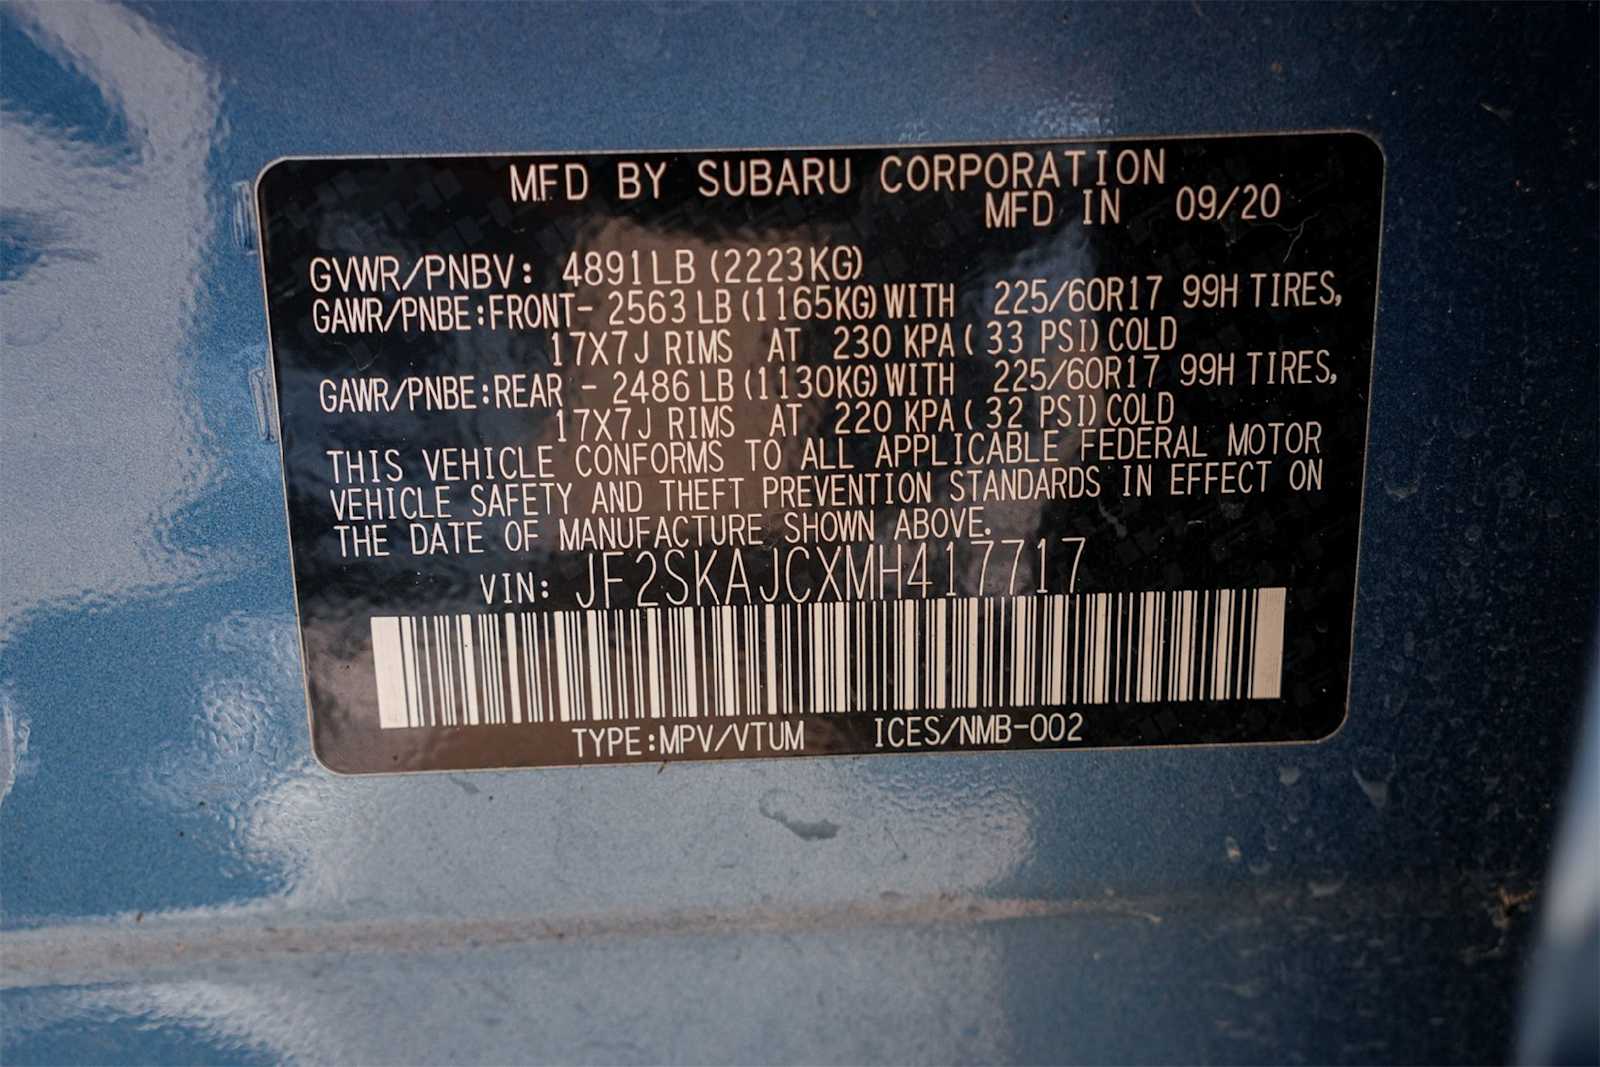 MFD BY SUBARU CORPORATION
MFD IN 09/20
GVWR/PNBV: 4891LB (2223KG)
GAWR/PNBE:FRONT- 2563 LB (1165KG) WITH 225/60R17 99H TIRES,
17X7J RIMS AT 230 KPA ( 33 PSI) COLD
GAWR/PNBE:REAR - 2486 LB (1130KG) WITH 225/60R17 99H TIRES,
17X7J RIMS AT 220 KPA ( 32 PSI) COLD
THIS VEHICLE CONFORMS TO ALL APPLICABLE FEDERAL MOTOR
VEHICLE SAFETY AND THEFT PREVENTION STANDARDS IN EFFECT ON
THE DATE OF MANUFACTURE SHOWN ABOVE.
VIN: JF2SKAJCXMH417717
TYPE:MPV/VTUM ICES/NMB-002